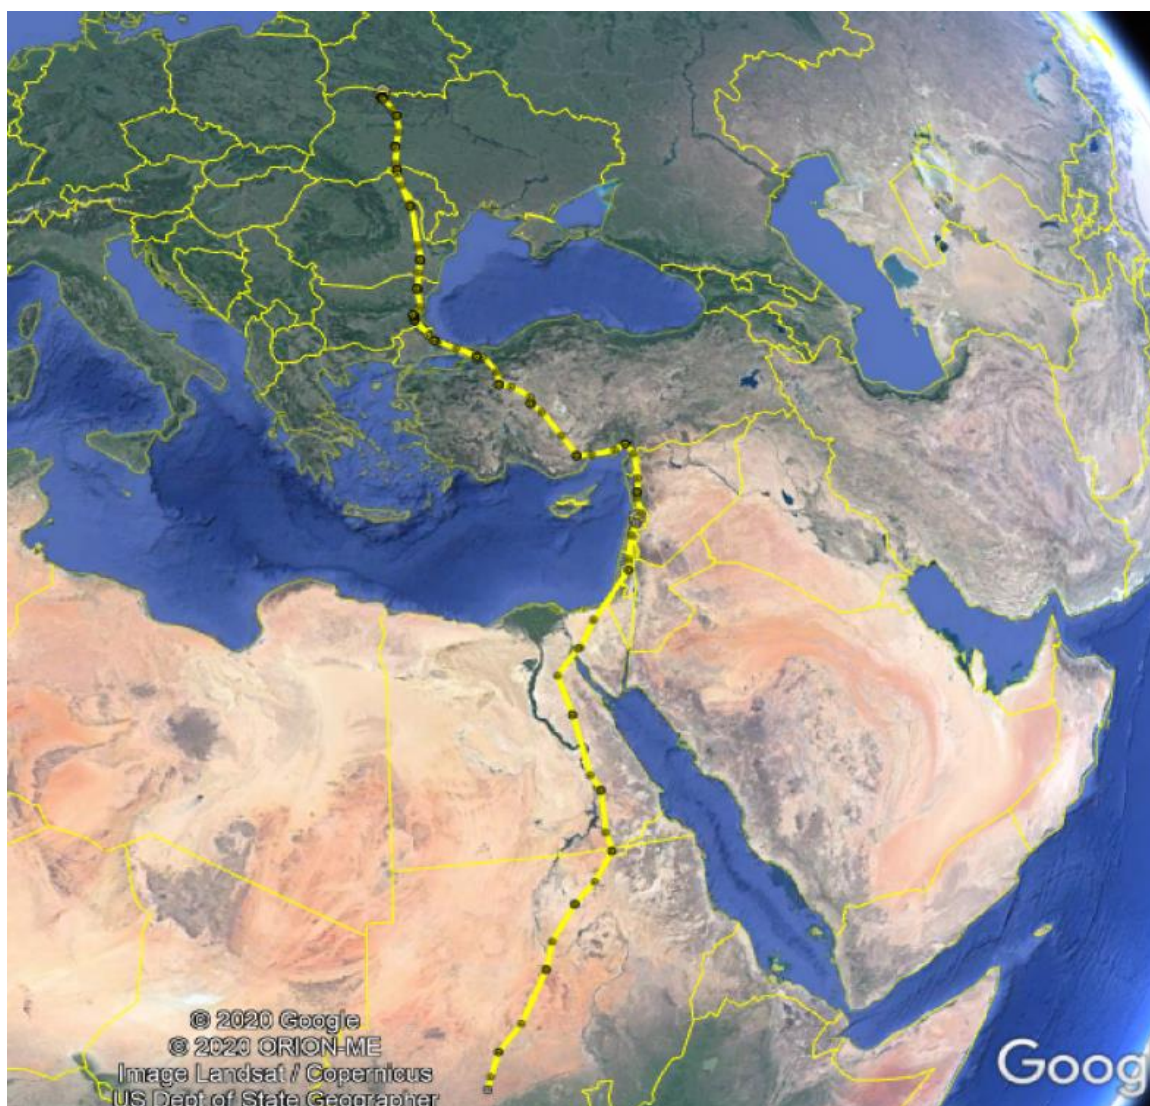 © 2020 Google
© 2020 ORION-ME
Image Landsat / Copernicus
US Dept of State Geographer
Goog